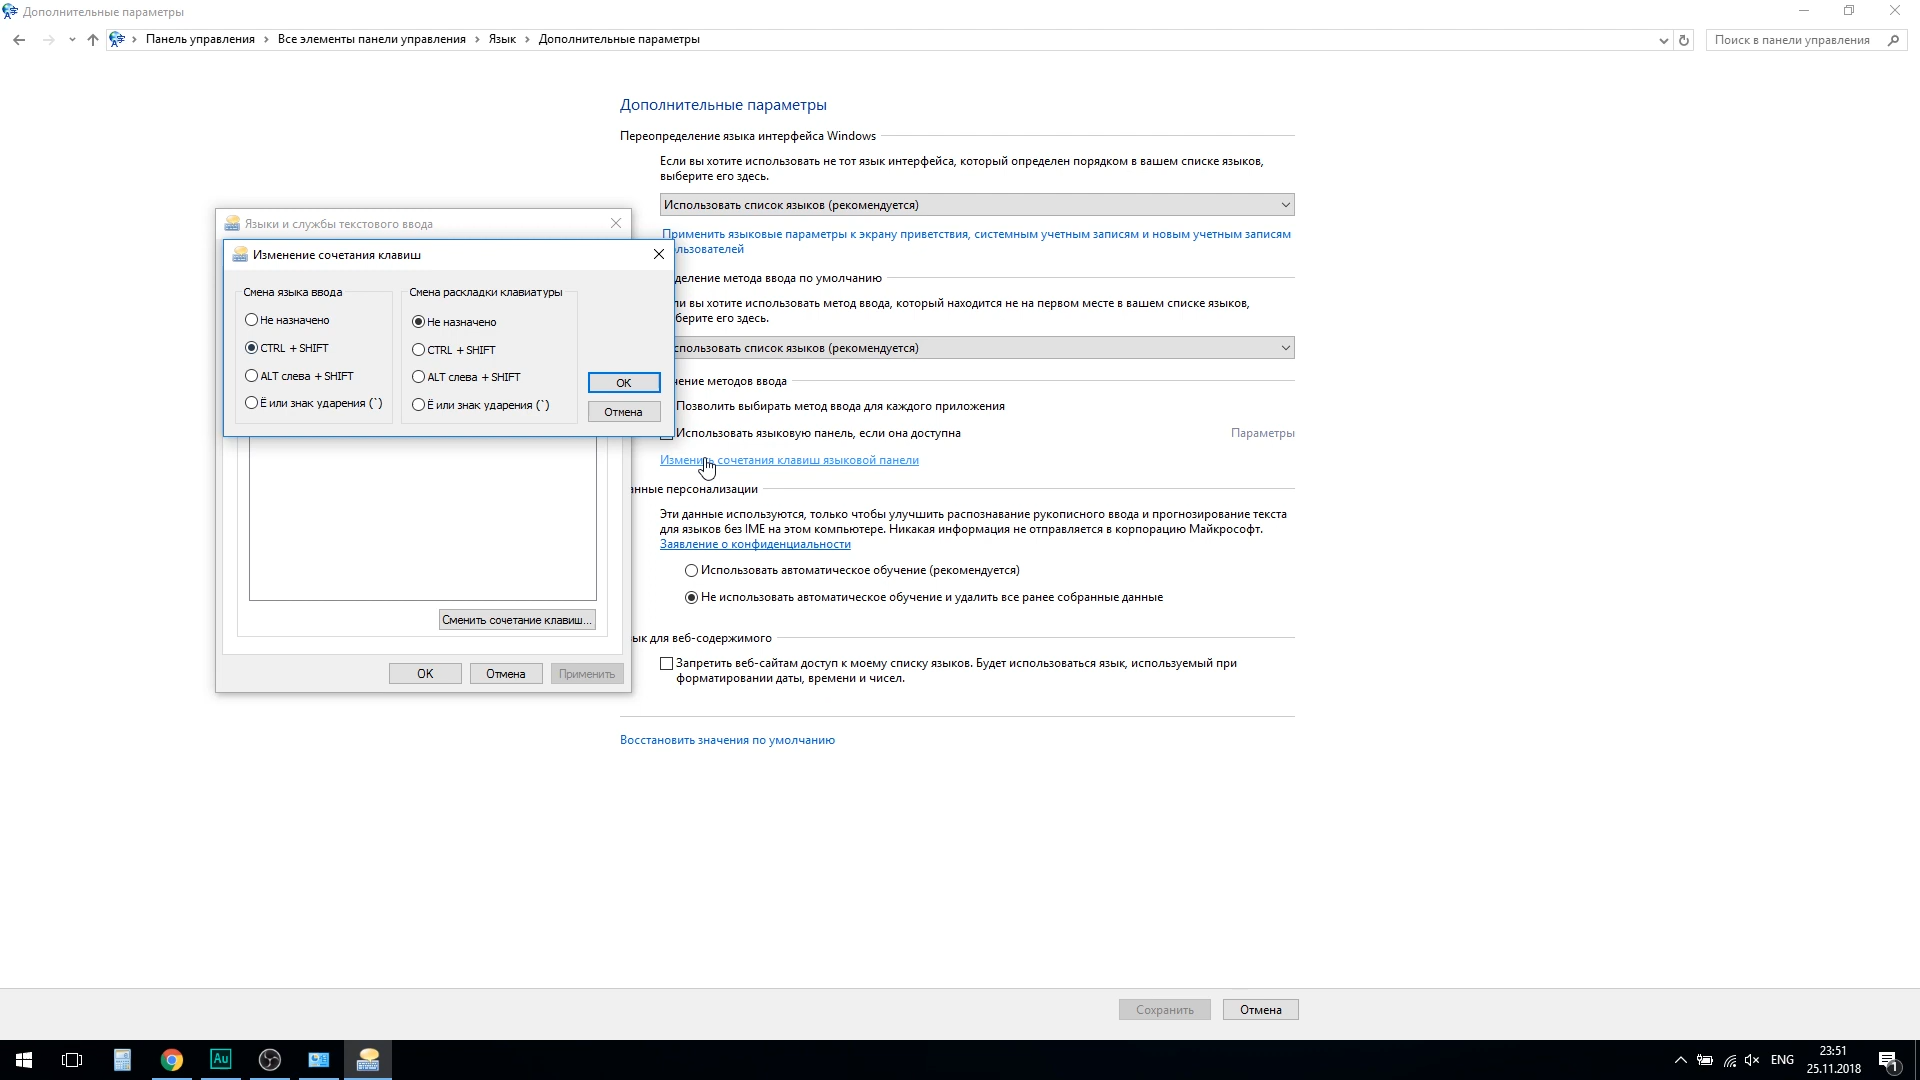 Дополнительные параметры
Панель управления › Все элементы панели управления › Язык › Дополнительные параметры
Поиск в панели управления
Дополнительные параметры
Переопределение языка интерфейса Windows
Если вы хотите использовать не тот язык интерфейса, который определен порядком в вашем списке языков,
выберите его здесь.
Использовать список языков (рекомендуется)
Применить языковые параметры к экрану приветствия, системным учетным записям и новым учетным записям
ользователей
деление метода ввода по умолчанию
ли вы хотите использовать метод ввода, который находится не на первом месте в вашем списке языков,
берите его здесь.
спользовать список языков (рекомендуется)
чение методов ввода
Позволить выбирать метод ввода для каждого приложения
Использовать языковую панель, если она доступна
Параметры
Изменить сочетания клавиш языковой панели
анные персонализации
Эти данные используются, только чтобы улучшить распознавание рукописного ввода и прогнозирование текста
для языков без IME на этом компьютере. Никакая информация не отправляется в корпорацию Майкрософт.
Заявление о конфиденциальности
Использовать автоматическое обучение (рекомендуется)
Не использовать автоматическое обучение и удалить все ранее собранные данные
зык для веб-содержимого
Запретить веб-сайтам доступ к моему списку языков. Будет использоваться язык, используемый при
форматировании даты, времени и чисел.
Восстановить значения по умолчанию
Сохранить
Отмена
Языки и службы текстового ввода
Изменение сочетания клавиш
Смена языка ввода
Не назначено
CTRL + SHIFT
ALT слева + SHIFT
Ё или знак ударения (`)
Смена раскладки клавиатуры
Не назначено
CTRL + SHIFT
ALT слева + SHIFT
Ё или знак ударения (`)
OK
Отмена
Сменить сочетание клавиш...
OK
Отмена
Применить
Au
ENG
23:51
25.11.2018
1